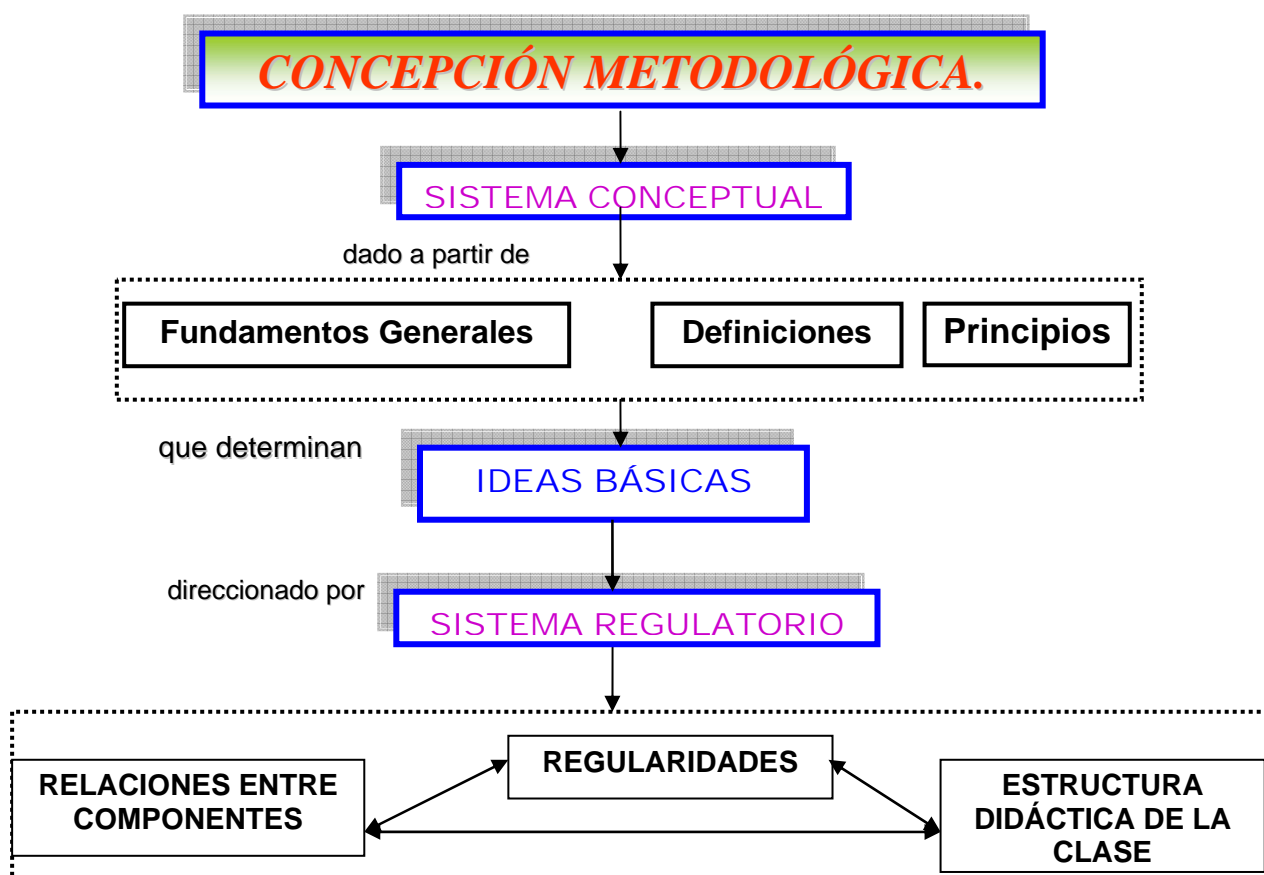 CONCEPCIÓN METODOLÓGICA.
SISTEMA CONCEPTUAL
dado a partir de
Fundamentos Generales
Definiciones
Principios
que determinan
IDEAS BÁSICAS
direccionado por
SISTEMA REGULATORIO
REGULARIDADES
RELACIONES ENTRE
COMPONENTES
ESTRUCTURA
DIDÁCTICA DE LA
CLASE